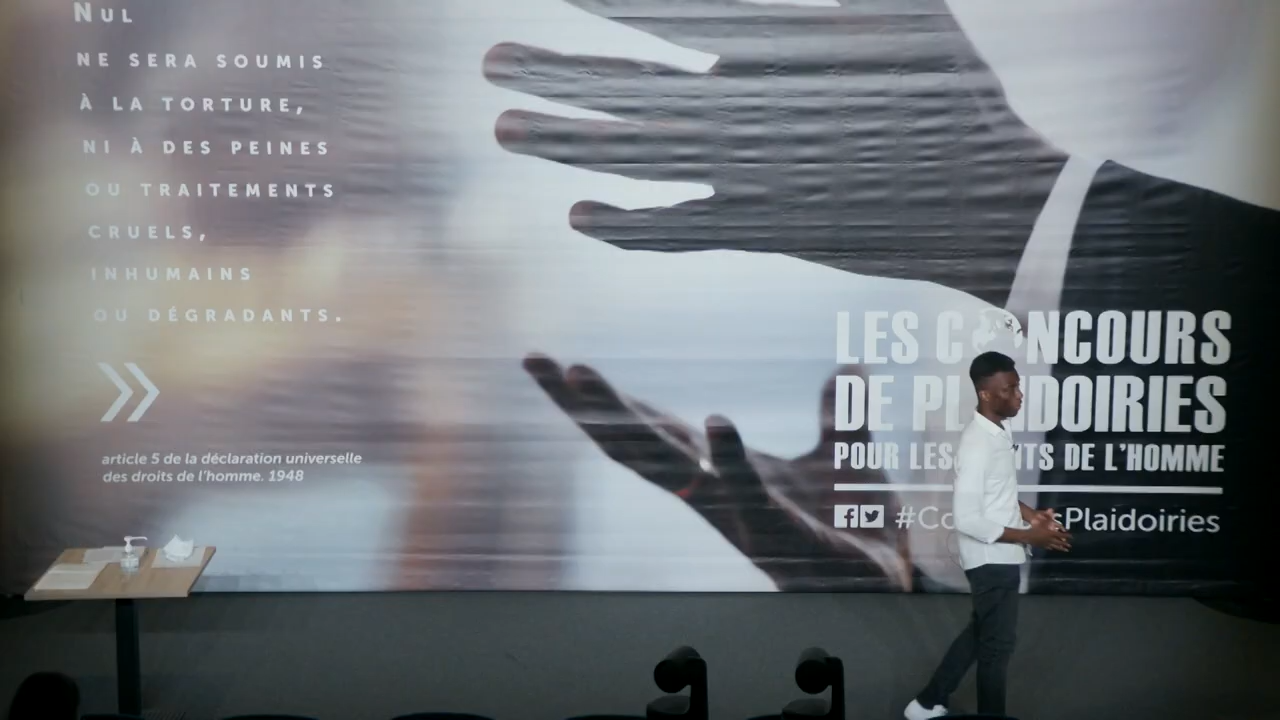 NUL
NE SERA SOUMIS
À LA TORTURE,
NI À DES PEINES
OU TRAITEMENTS
CRUELS,
INHUMAINS
OU DÉGRADANTS.
article 5 de la déclaration universelle
des droits de l'homme. 1948
LES CONCOURS
DE PLAIDOIRIES
POUR LES DE L'HOMME